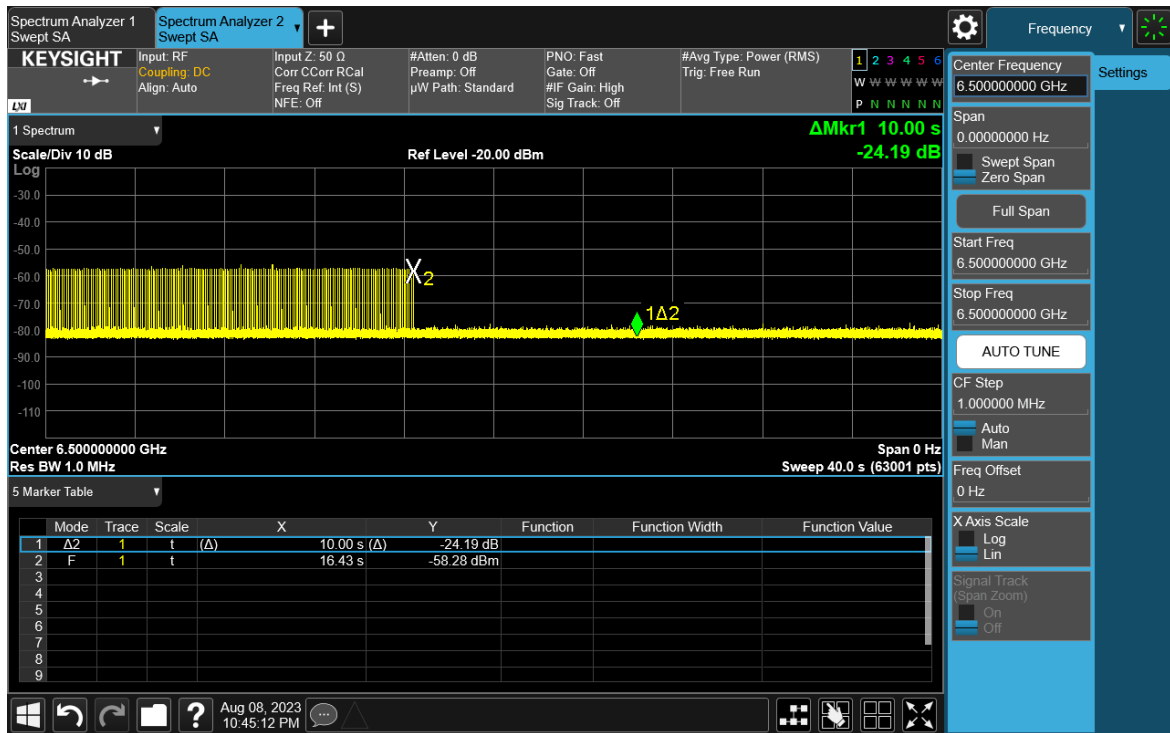 Spectrum Analyzer 1
Swept SA
Spectrum Analyzer 2
Swept SA
Frequency
KEYSIGHT
LXI
Input: RF
Coupling: DC
Align: Auto
Input Z: 50 Ω
Corr CCorr RCal
Freq Ref: Int (S)
NFE: Off
#Atten: 0 dB
Preamp: Off
µW Path: Standard
PNO: Fast
Gate: Off
#IF Gain: High
Sig Track: Off
#Avg Type: Power (RMS)
Trig: Free Run
1 2 3 4 5 6
W W W W W W
P N N N N N
1 Spectrum
Scale/Div 10 dB
Ref Level -20.00 dBm
ΔMkr1 10.00 s
-24.19 dB
Log
-30.0
-40.0
-50.0
-60.0
-70.0
-80.0
-90.0
-100
-110
X2
1Δ2
Center 6.500000000 GHz
Res BW 1.0 MHz
Span 0 Hz
Sweep 40.0 s (63001 pts)
5 Marker Table
Mode Trace Scale X Y Function Function Width Function Value
1 Δ2 1 t (Δ) 10.00 s (Δ) -24.19 dB
2 F 1 t 16.43 s -58.28 dBm
3
4
5
6
7
8
9
Aug 08, 2023
10:45:12 PM
Center Frequency
6.500000000 GHz
Settings
Span
0.00000000 Hz
Swept Span
Zero Span
Full Span
Start Freq
6.500000000 GHz
Stop Freq
6.500000000 GHz
AUTO TUNE
CF Step
1.000000 MHz
Auto
Man
Freq Offset
0 Hz
X Axis Scale
Log
Lin
Signal Track
(Span Zoom)
On
Off